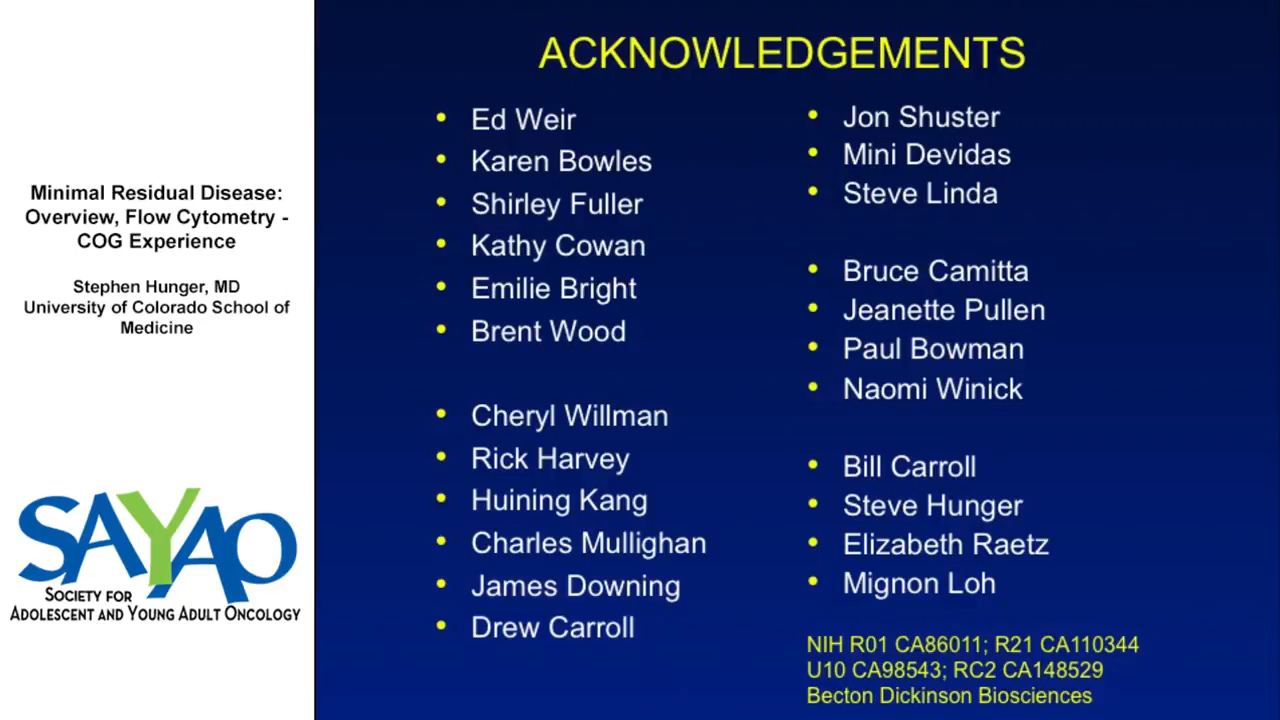 Minimal Residual Disease:
Overview, Flow Cytometry -
COG Experience
Stephen Hunger, MD
University of Colorado School of
Medicine
SAYAO
SOCIETY FOR
ADOLESCENT AND YOUNG ADULT ONCOLOGY
ACKNOWLEDGEMENTS
• Ed Weir
• Karen Bowles
• Shirley Fuller
• Kathy Cowan
• Emilie Bright
• Brent Wood
• Cheryl Willman
• Rick Harvey
• Huining Kang
• Charles Mullighan
• James Downing
• Drew Carroll
• Jon Shuster
• Mini Devidas
• Steve Linda
• Bruce Camitta
• Jeanette Pullen
• Paul Bowman
• Naomi Winick
• Bill Carroll
• Steve Hunger
• Elizabeth Raetz
• Mignon Loh
NIH R01 CA86011; R21 CA110344
U10 CA98543; RC2 CA148529
Becton Dickinson Biosciences